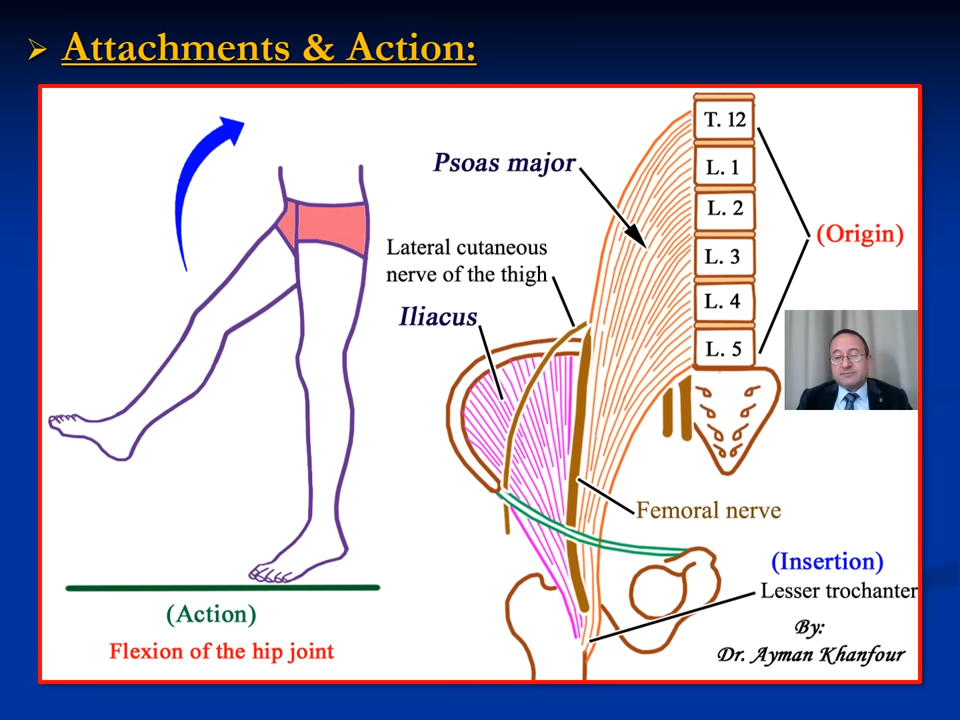 Attachments & Action:
T. 12
L. 1
L. 2
L. 3
L. 4
L. 5
Psoas major
(Origin)
Lateral cutaneous
nerve of the thigh
Iliacus
Femoral nerve
(Insertion)
Lesser trochanter
(Action)
Flexion of the hip joint
By:
Dr. Ayman Khanfour